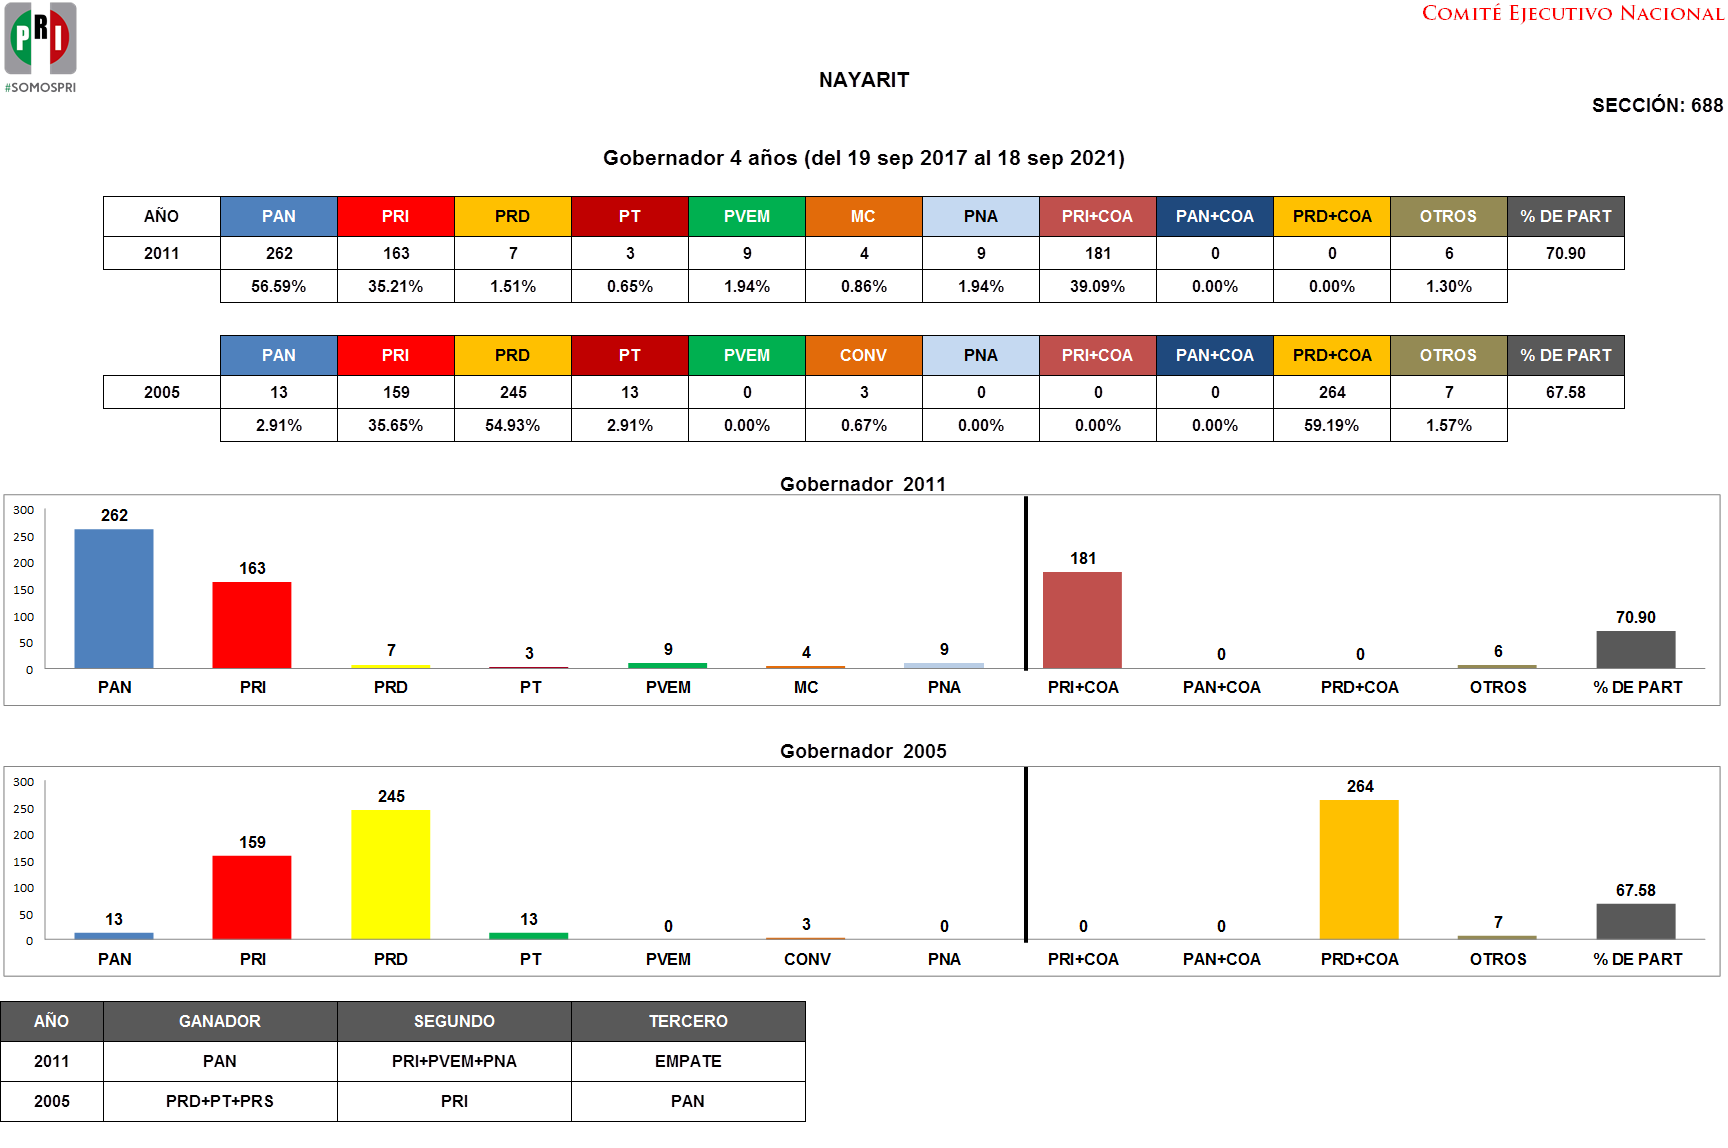 PRI
#SOMOSPRI
COMITÉ EJECUTIVO NACIONAL
NAYARIT
SECCIÓN: 688
Gobernador 4 años (del 19 sep 2017 al 18 sep 2021)
AÑO PAN PRI PRD PT PVEM MC PNA PRI+COA PAN+COA PRD+COA OTROS % DE PART
2011 262 163 7 3 9 4 9 181 0 0 6 70.90
56.59% 35.21% 1.51% 0.65% 1.94% 0.86% 1.94% 39.09% 0.00% 0.00% 1.30%
PAN PRI PRD PT PVEM CONV PNA PRI+COA PAN+COA PRD+COA OTROS % DE PART
2005 13 159 245 13 0 3 0 0 0 264 7 67.58
2.91% 35.65% 54.93% 2.91% 0.00% 0.67% 0.00% 0.00% 0.00% 59.19% 1.57%
Gobernador 2011
300
250
200
150
100
50
0
262 163 7 3 9 4 9 181 0 0 6 70.90
PAN PRI PRD PT PVEM MC PNA PRI+COA PAN+COA PRD+COA OTROS % DE PART
Gobernador 2005
300
250
200
150
100
50
0
13 159 245 13 0 3 0 0 0 264 7 67.58
PAN PRI PRD PT PVEM CONV PNA PRI+COA PAN+COA PRD+COA OTROS % DE PART
AÑO GANADOR SEGUNDO TERCERO
2011 PAN PRI+PVEM+PNA EMPATE
2005 PRD+PT+PRS PRI PAN